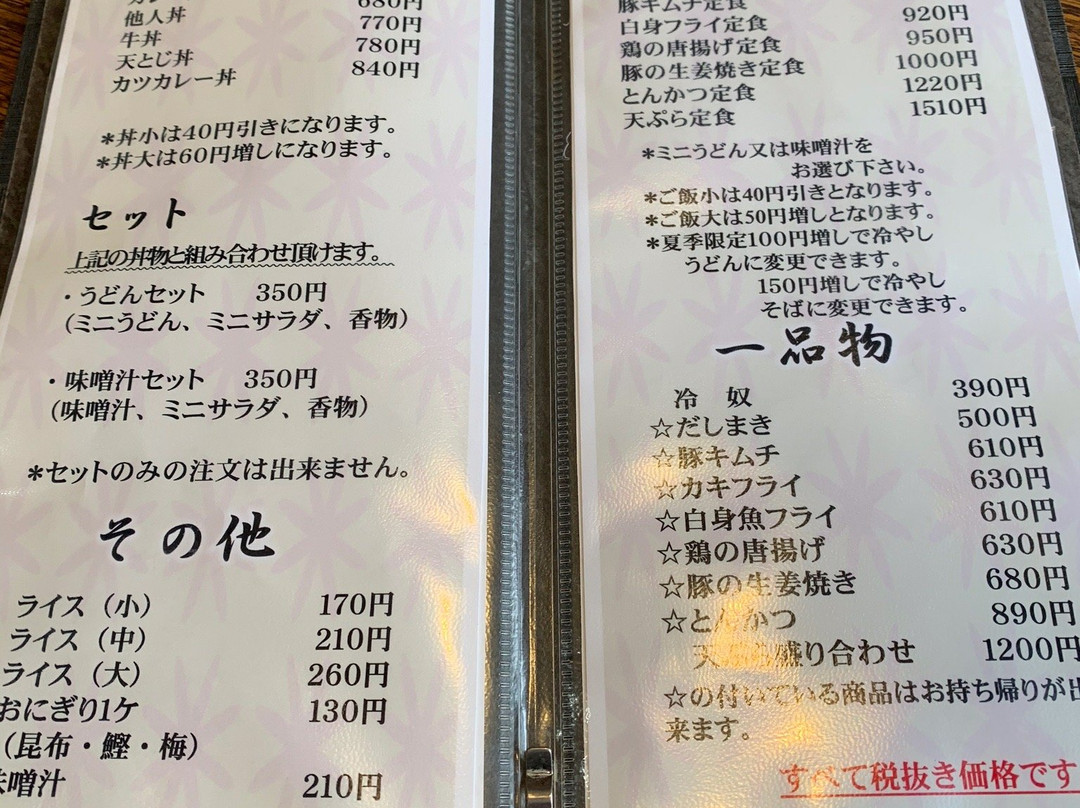 他人丼 680円
牛丼 770円
天とじ丼 780円
カツカレー丼 840円
*丼小は40円引きになります。
*丼大は60円増しになります。
セット
上記の丼物と組み合わせ頂けます。
・うどんセット 350円
(ミニうどん、ミニサラダ、香物)
・味噌汁セット 350円
(味噌汁、ミニサラダ、香物)
*セットのみの注文は出来ません。
その他
ライス(小) 170円
ライス(中) 210円
ライス(大) 260円
おにぎり1ケ 130円
(昆布・鰹・梅)
味噌汁 210円
豚キムチ定食
白身フライ定食 920円
鶏の唐揚げ定食 950円
豚の生姜焼き定食 1000円
とんかつ定食 1220円
天ぷら定食 1510円
*ミニうどん又は味噌汁を
お選び下さい。
*ご飯小は40円引きとなります。
*ご飯大は50円増しとなります。
*夏季限定100円増しで冷やし
うどんに変更できます。
150円増しで冷やし
そばに変更できます。
一品物
冷奴 390円
☆だしまき 500円
☆豚キムチ 610円
☆カキフライ 630円
☆白身魚フライ 610円
☆鶏の唐揚げ 630円
☆豚の生姜焼き 680円
☆とんかつ 890円
天ぷら盛り合わせ 1200円
☆の付いている商品はお持ち帰りが出
来ます。
すべて税抜き価格です